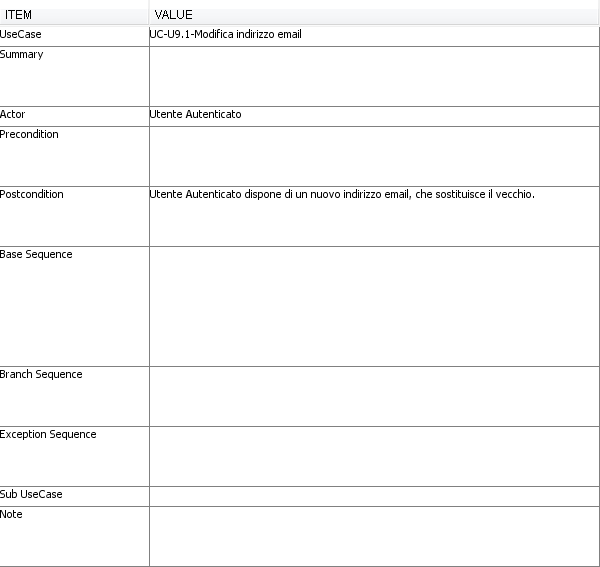 ITEM VALUE
UseCase UC-U9.1-Modifica indirizzo email
Summary
Actor Utente Autenticato
Precondition
Postcondition Utente Autenticato dispone di un nuovo indirizzo email, che sostituisce il vecchio.
Base Sequence
Branch Sequence
Exception Sequence
Sub UseCase
Note